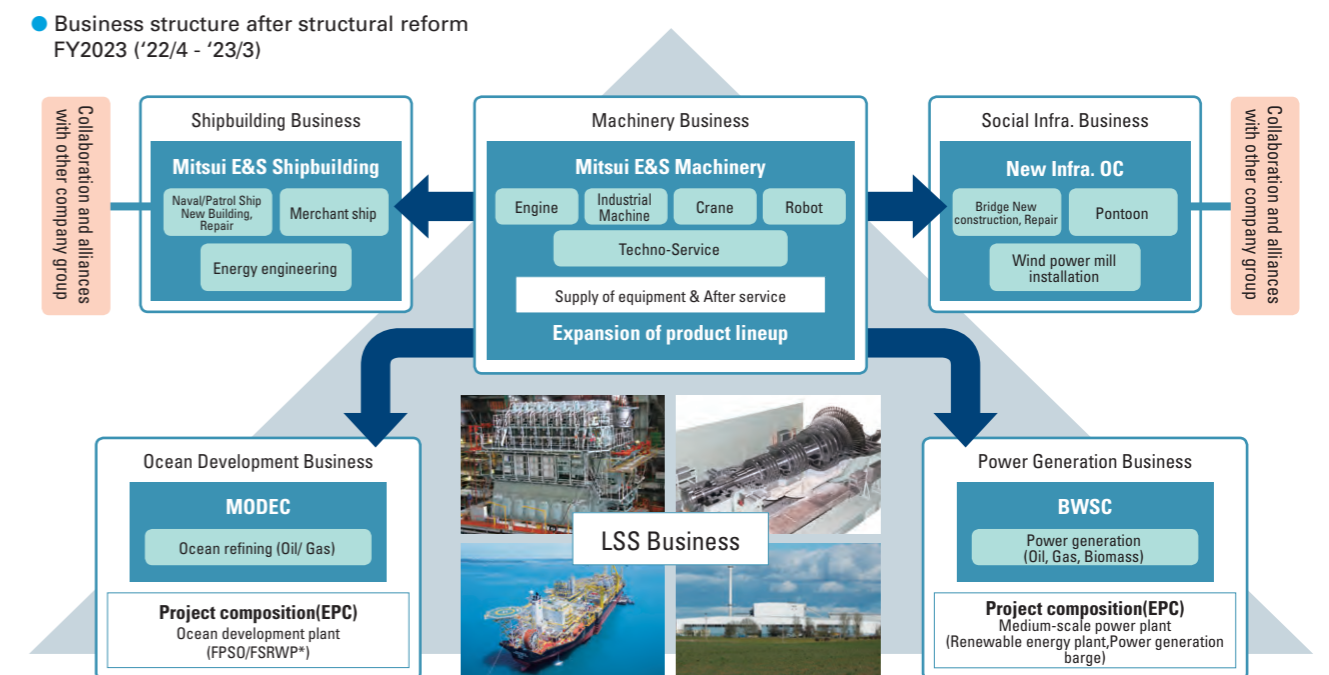 Business structure after structural reform
FY2023 (‘22/4 - ‘23/3)
Collaboration and alliances
with other company group
Shipbuilding Business
Mitsui E&S Shipbuilding
Naval/Patrol Ship
New Building,
Repair
Merchant ship
Energy engineering
Machinery Business
Mitsui E&S Machinery
Engine
Industrial
Machine
Crane
Robot
Techno-Service
Supply of equipment & After service
Expansion of product lineup
Social Infra. Business
New Infra. OC
Bridge New
construction, Repair
Pontoon
Wind power mill
installation
Collaboration and alliances
with other company group
Ocean Development Business
MODEC
Ocean refining (Oil/ Gas)
Project composition(EPC)
Ocean development plant
(FPSO/FSRWP*)
LSS Business
Power Generation Business
BWSC
Power generation
(Oil, Gas, Biomass)
Project composition(EPC)
Medium-scale power plant
(Renewable energy plant,Power generation
barge)